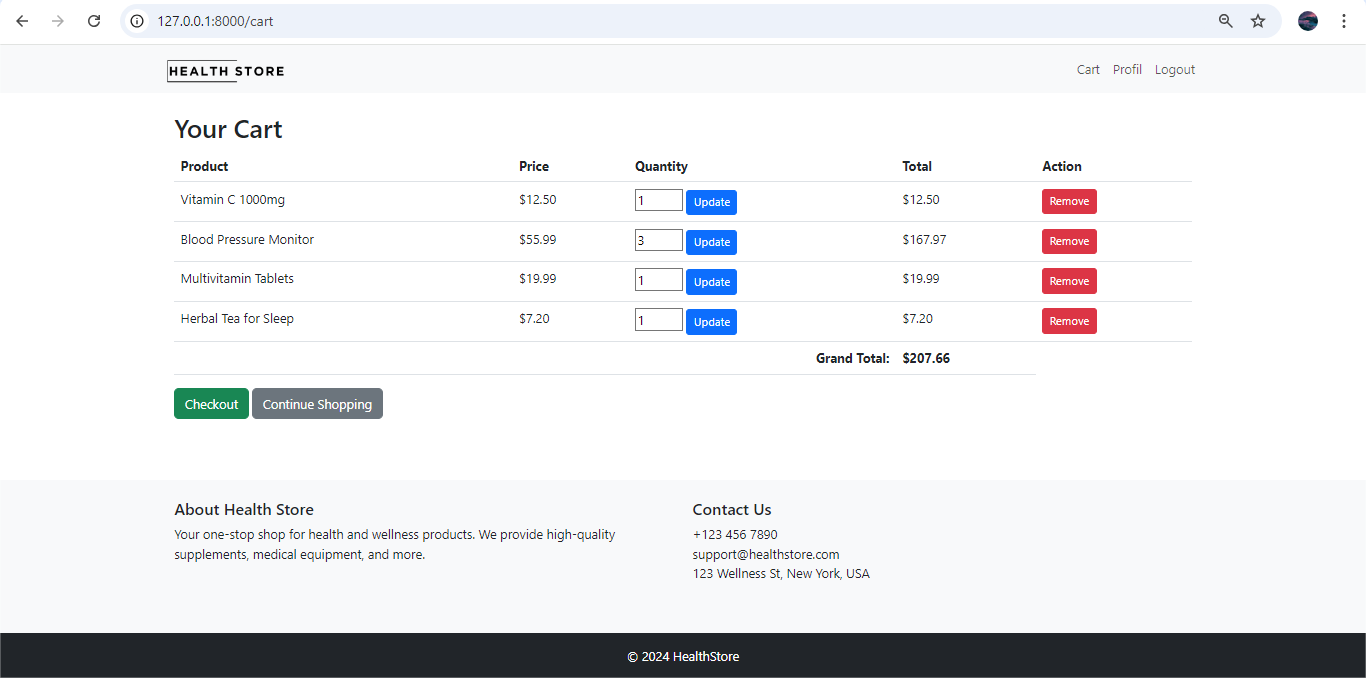 127.0.0.1:8000/cart
HEALTH STORE
Cart Profil Logout
Your Cart
Product Price Quantity Total Action
Vitamin C 1000mg $12.50 1 Update $12.50 Remove
Blood Pressure Monitor $55.99 3 Update $167.97 Remove
Multivitamin Tablets $19.99 1 Update $19.99 Remove
Herbal Tea for Sleep $7.20 1 Update $7.20 Remove
Grand Total: $207.66
Checkout Continue Shopping
About Health Store
Your one-stop shop for health and wellness products. We provide high-quality
supplements, medical equipment, and more.
Contact Us
+123 456 7890
support@healthstore.com
123 Wellness St, New York, USA
© 2024 HealthStore